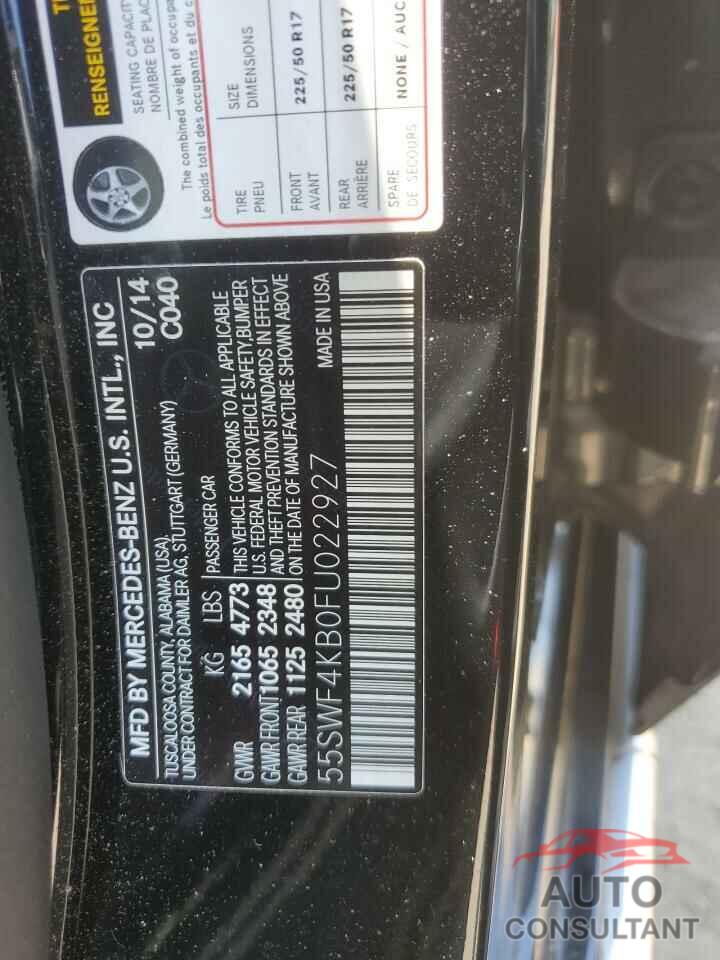 RENSEIGNE
SEATING CAPACITY
NOMBRE DE PLAC
The combined weight of occupa
Le poids total des occupants et du c
TIRE SIZE
PNEU DIMENSIONS
FRONT 225/50 R17
AVANT
REAR 225/50 R17
ARRIÈRE
SPARE NONE / AUC
DE SECOURS
MFD BY MERCEDES-BENZ U.S. INTL., INC 10/14
TUSCALOOSA COUNTY, ALABAMA (USA), C040
UNDER CONTRACT FOR DAIMLER AG, STUTTGART (GERMANY)
KG LBS PASSENGER CAR
GVWR 2165 4773 THIS VEHICLE CONFORMS TO ALL APPLICABLE
GAWR FRONT 1065 2348 U.S. FEDERAL MOTOR VEHICLE SAFETY, BUMPER
GAWR REAR 1125 2480 AND THEFT PREVENTION STANDARDS IN EFFECT
ON THE DATE OF MANUFACTURE SHOWN ABOVE
55SWF4KB0FU022927 MADE IN USA
AUTO
CONSULTANT